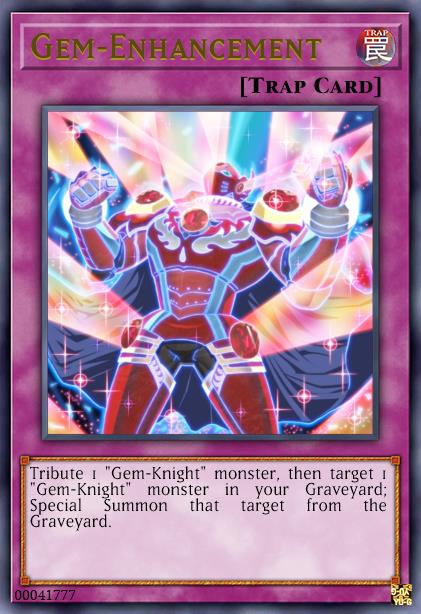 Gem-Enhancement
TRAP
罠
[Trap Card]
Tribute 1 "Gem-Knight" monster, then target 1
"Gem-Knight" monster in your Graveyard;
Special Summon that target from the
Graveyard.
00041777